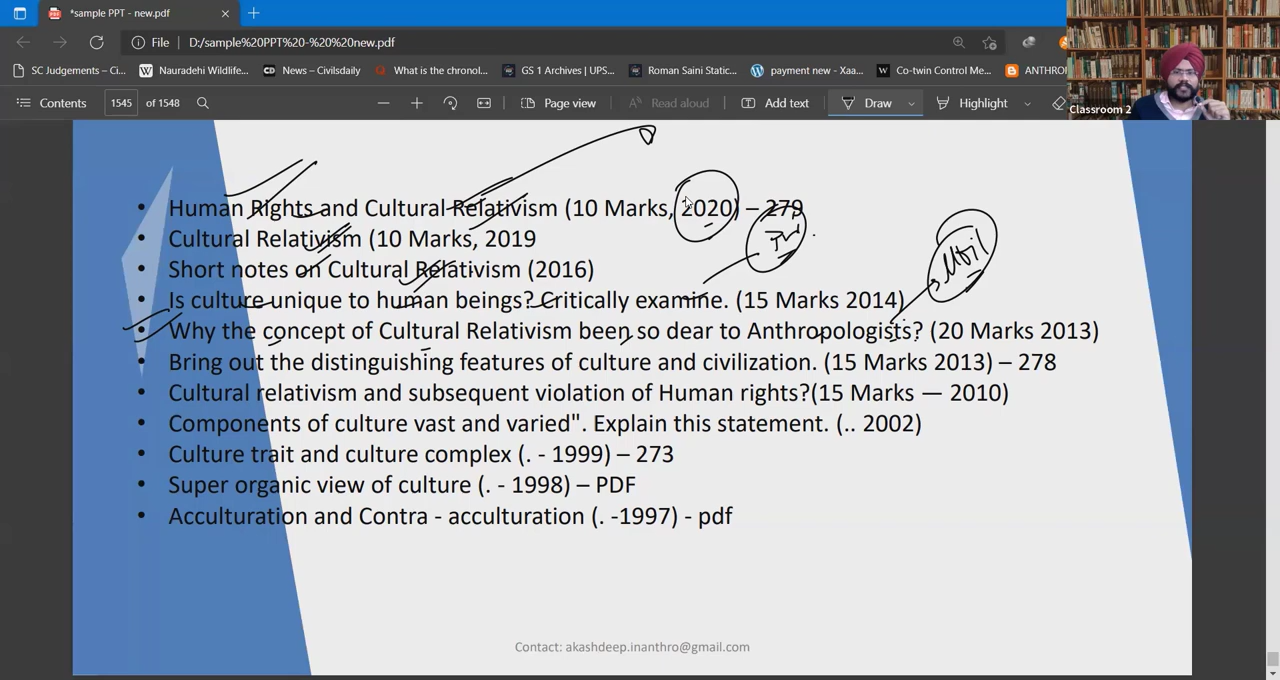 *sample PPT - new.pdf
File D:/sample%20PPT%20-%20%20new.pdf
SC Judgements – Ci... Nauradehi Wildlife... News – Civilsdaily What is the chronol... GS 1 Archives | UPS... Roman Saini Static... payment new - Xaa... Co-twin Control Me... ANTHRO
Contents 1545 of 1548 Page view Read aloud Add text Draw Highlight
Classroom 2
• Human Rights and Cultural Relativism (10 Marks, 2020) – 279
• Cultural Relativism (10 Marks, 2019
• Short notes on Cultural Relativism (2016)
• Is culture unique to human beings? Critically examine. (15 Marks 2014)
• Why the concept of Cultural Relativism been so dear to Anthropologists? (20 Marks 2013)
• Bring out the distinguishing features of culture and civilization. (15 Marks 2013) – 278
• Cultural relativism and subsequent violation of Human rights?(15 Marks — 2010)
• Components of culture vast and varied". Explain this statement. (.. 2002)
• Culture trait and culture complex (. - 1999) – 273
• Super organic view of culture (. - 1998) – PDF
• Acculturation and Contra - acculturation (. -1997) - pdf
Contact: akashdeep.inanthro@gmail.com